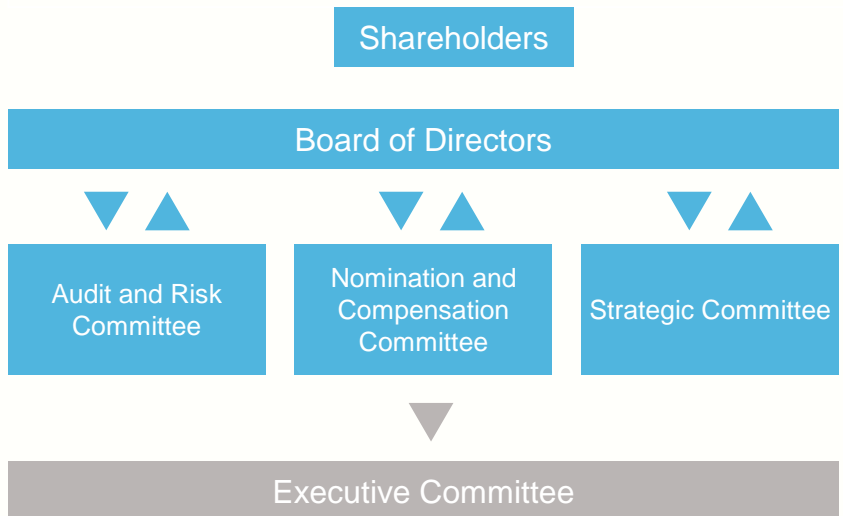 Shareholders
Board of Directors
Audit and Risk
Committee
Nomination and
Compensation
Committee
Strategic Committee
Executive Committee